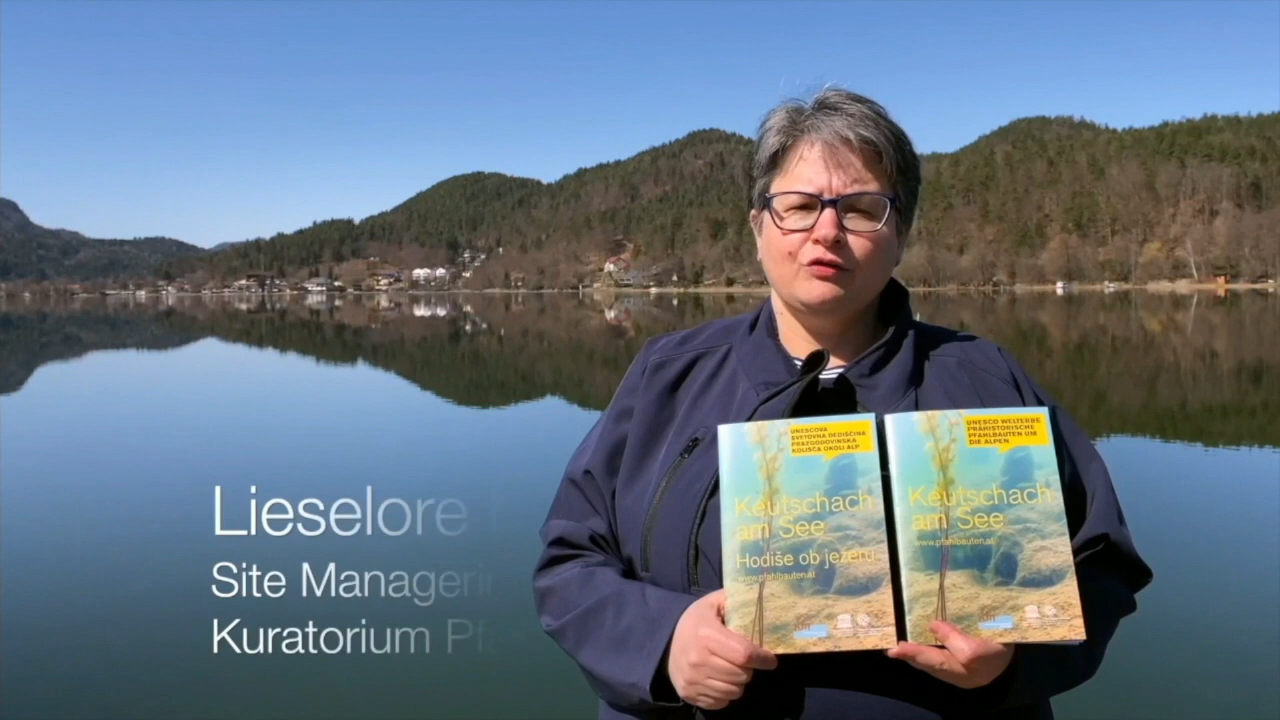 Lieselore
Site Managerin
Kuratorium Pf
UNESCOVA
SVETOVNA DEDIŠČINA
PRAZGODOVINSKA
KOLIŠČA OKOLI ALP
Keutschach
am See
Hodiše ob jezeru
www.pfahlbauten.at
UNESCO WELTERBE
PRÄHISTORISCHE
PFAHLBAUTEN UM
DIE ALPEN
Keutschach
am See
www.pfahlbauten.at